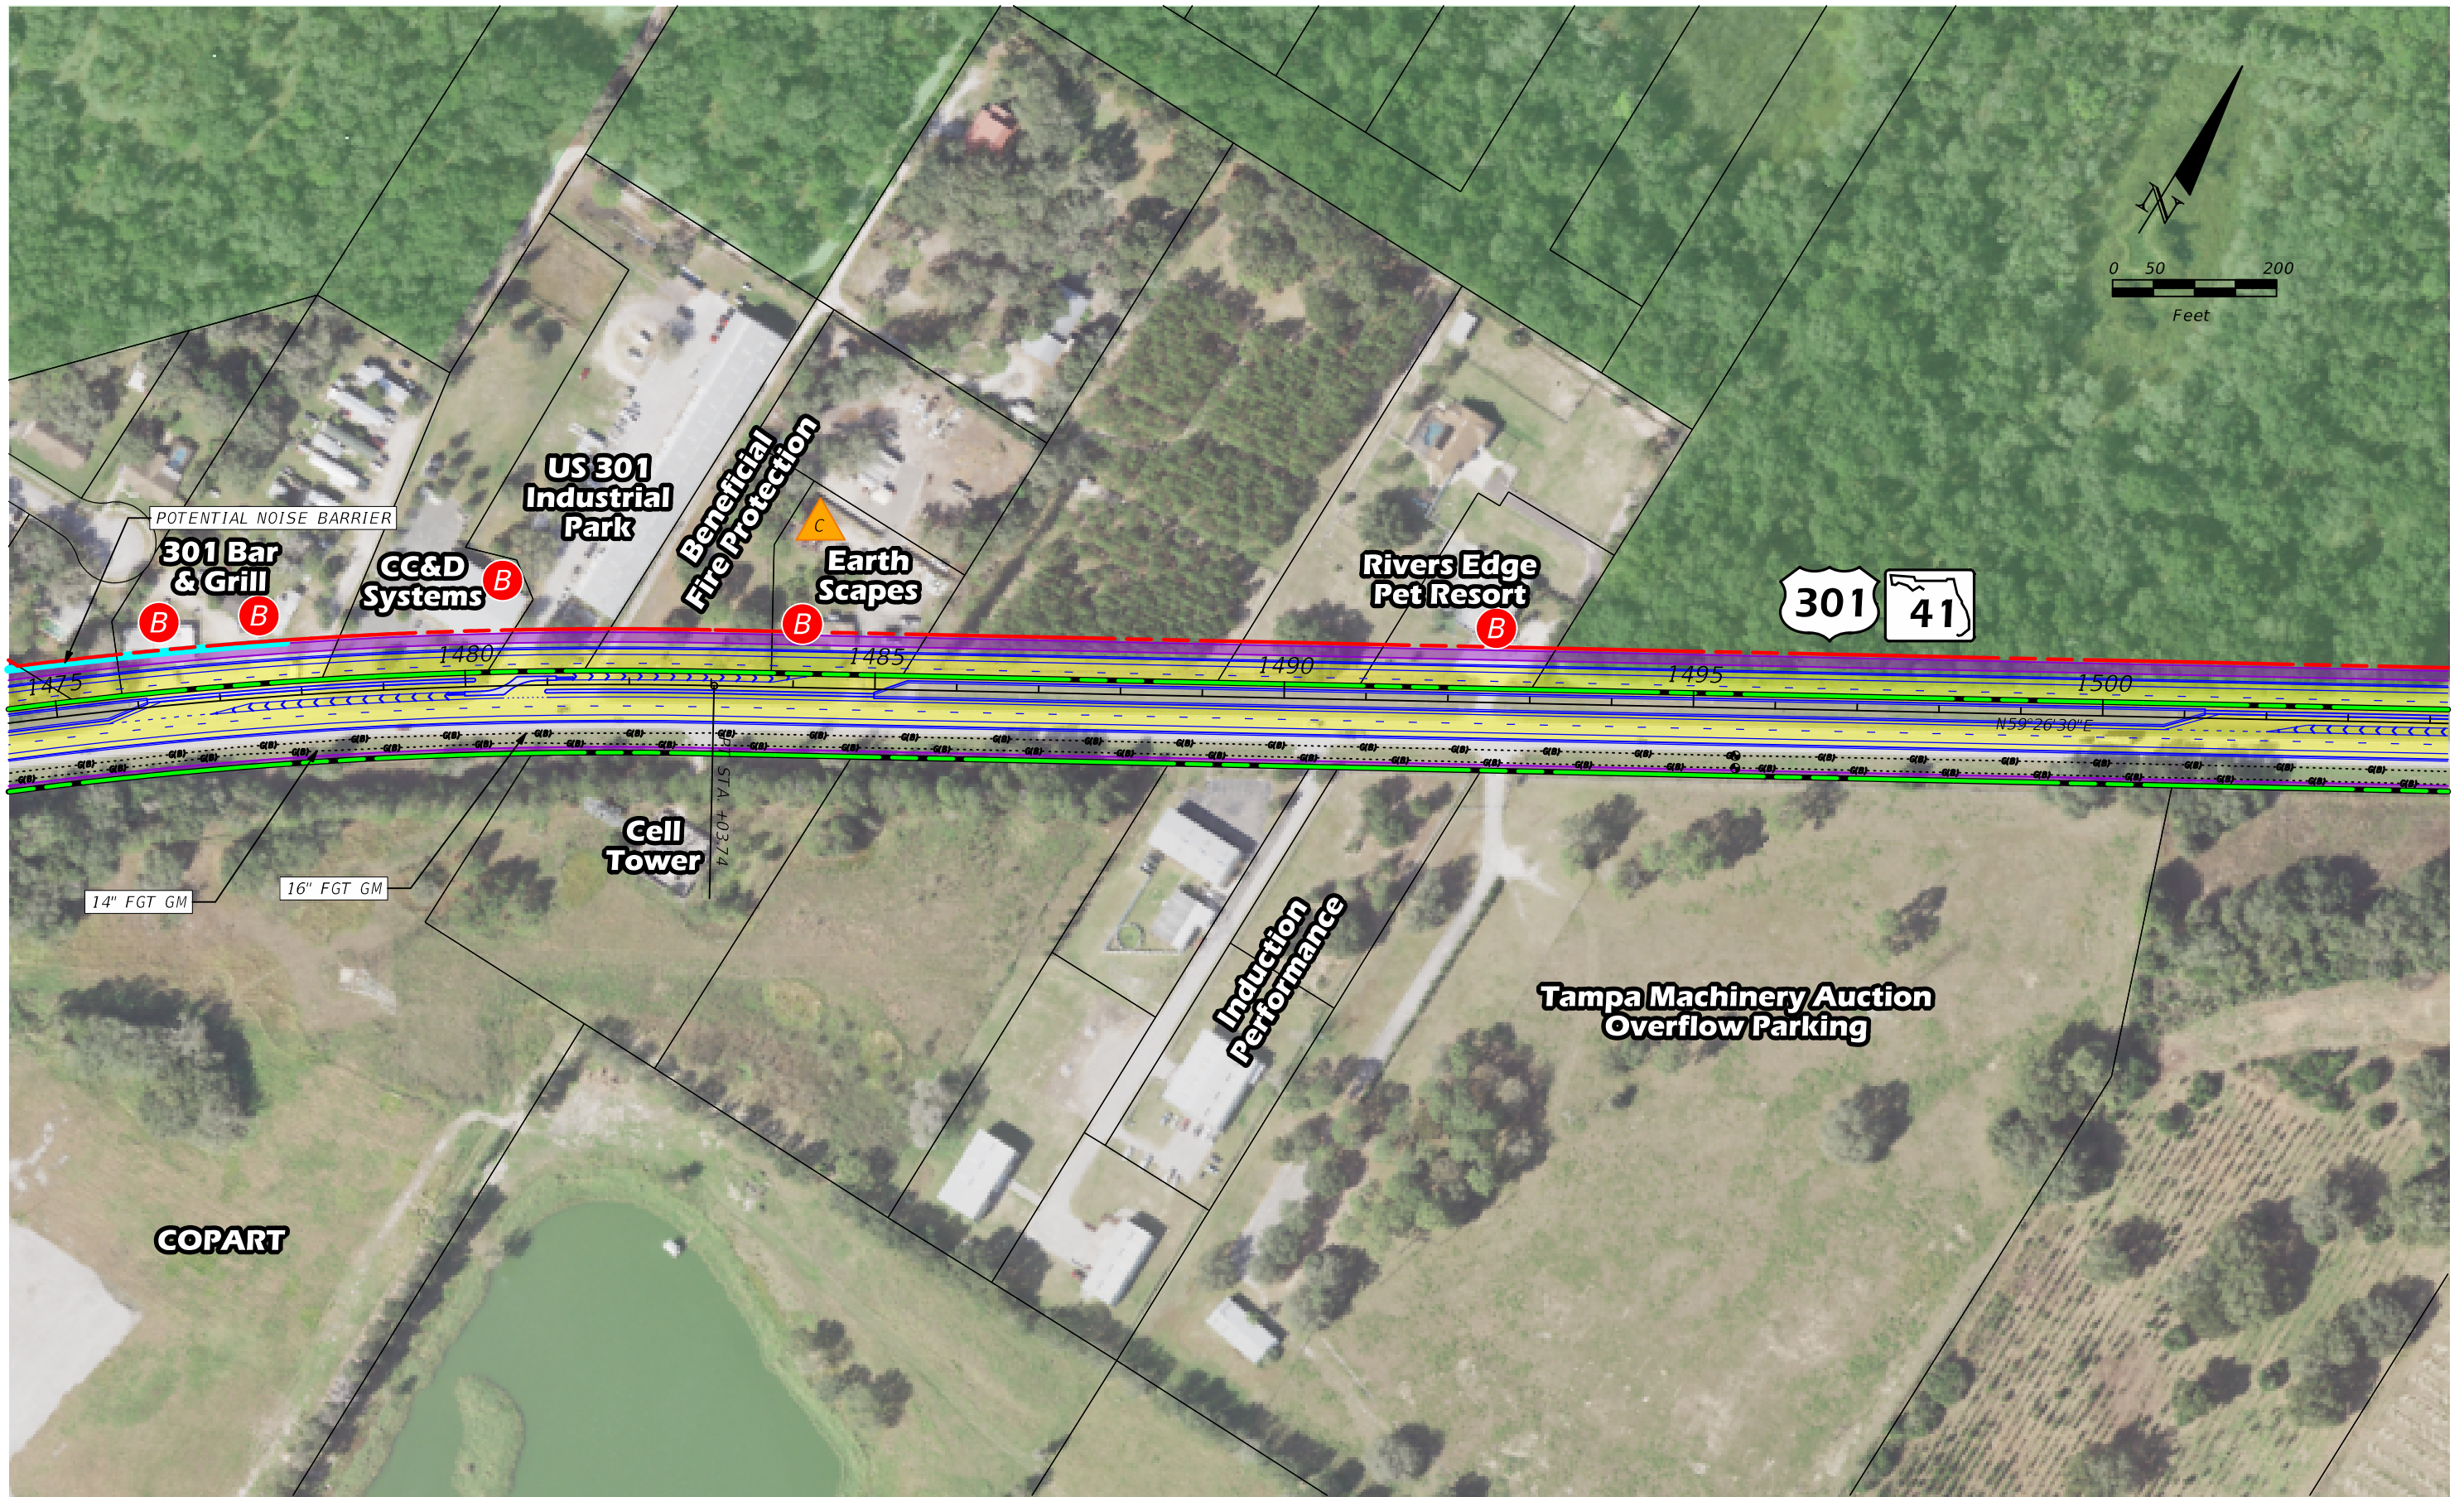 0 50 200
Feet
N
POTENTIAL NOISE BARRIER
301 Bar
& Grill
B
B
CC&D
Systems
B
US 301
Industrial
Park
Beneficial
Fire Protection
C
Earth
Scapes
B
Rivers Edge
Pet Resort
B
301
41
1475
1480
1485
1490
1495
1500
N59°26'30"E
G(B)
STA. +03.74
Cell
Tower
14" FGT GM
16" FGT GM
Induction
Performance
Tampa Machinery Auction
Overflow Parking
COPART